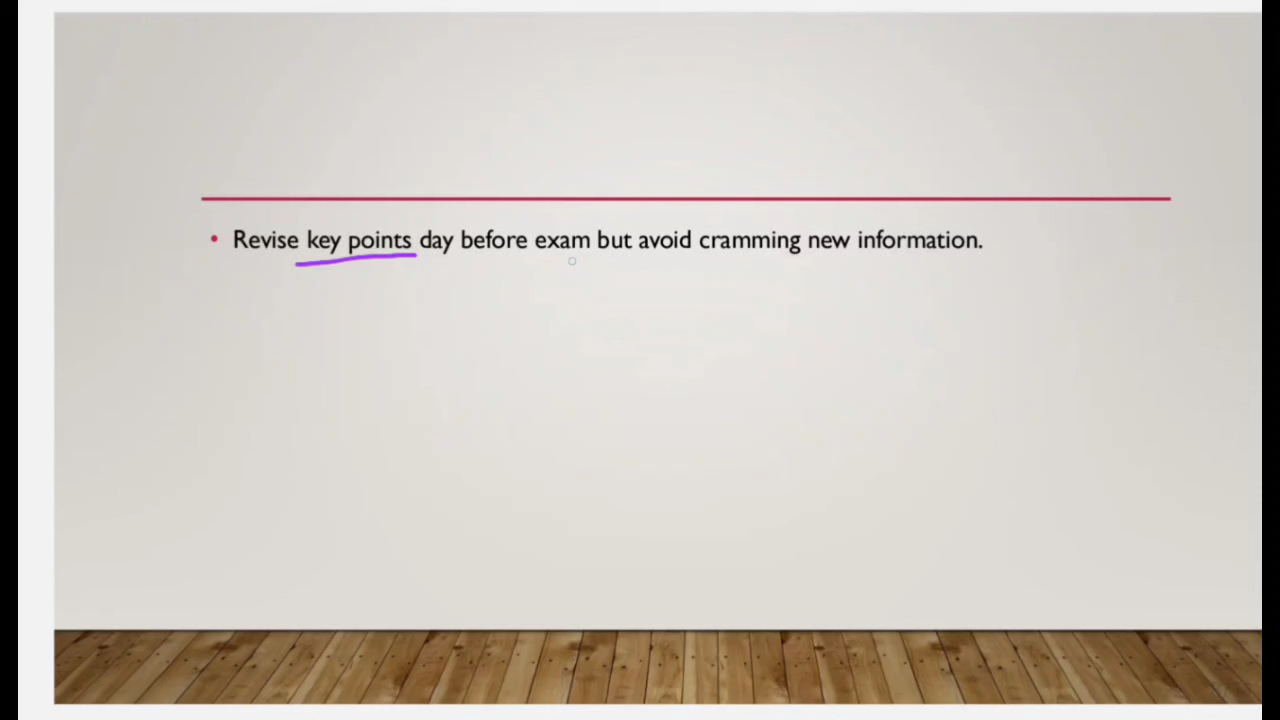 • Revise key points day before exam but avoid cramming new information.